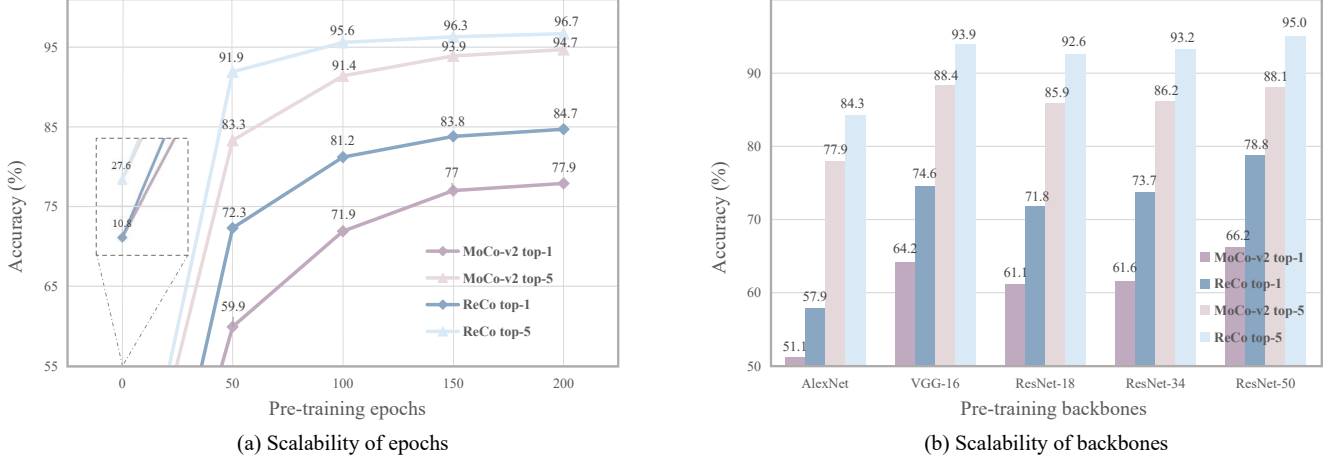 96.7
95.6
96.3
95
91.9
93.9
94.7
91.4
85
83.3
84.7
81.2
83.8
77.9
77
75
72.3
71.9
27.6
10.8
65
59.9
55
MoCo-v2 top-1
MoCo-v2 top-5
ReCo top-1
ReCo top-5
0 50 100 150 200
Accuracy (%)
Pre-training epochs
(a) Scalability of epochs
90
80
70
60
50
51.1 57.9 77.9 84.3
64.2 74.6 88.4 93.9
61.1 71.8 85.9 92.6
61.6 73.7 86.2 93.2
66.2 78.8 88.1 95.0
MoCo-v2 top-1
ReCo top-1
MoCo-v2 top-5
ReCo top-5
AlexNet VGG-16 ResNet-18 ResNet-34 ResNet-50
Accuracy (%)
Pre-training backbones
(b) Scalability of backbones